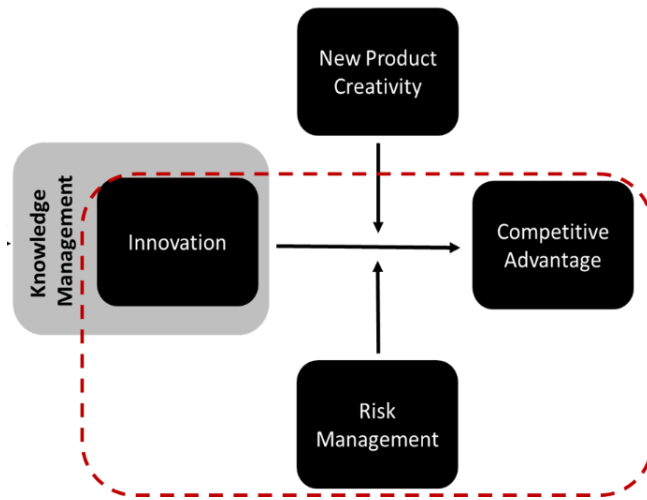 New Product
Creativity
Knowledge
Management
Innovation
Competitive
Advantage
Risk
Management